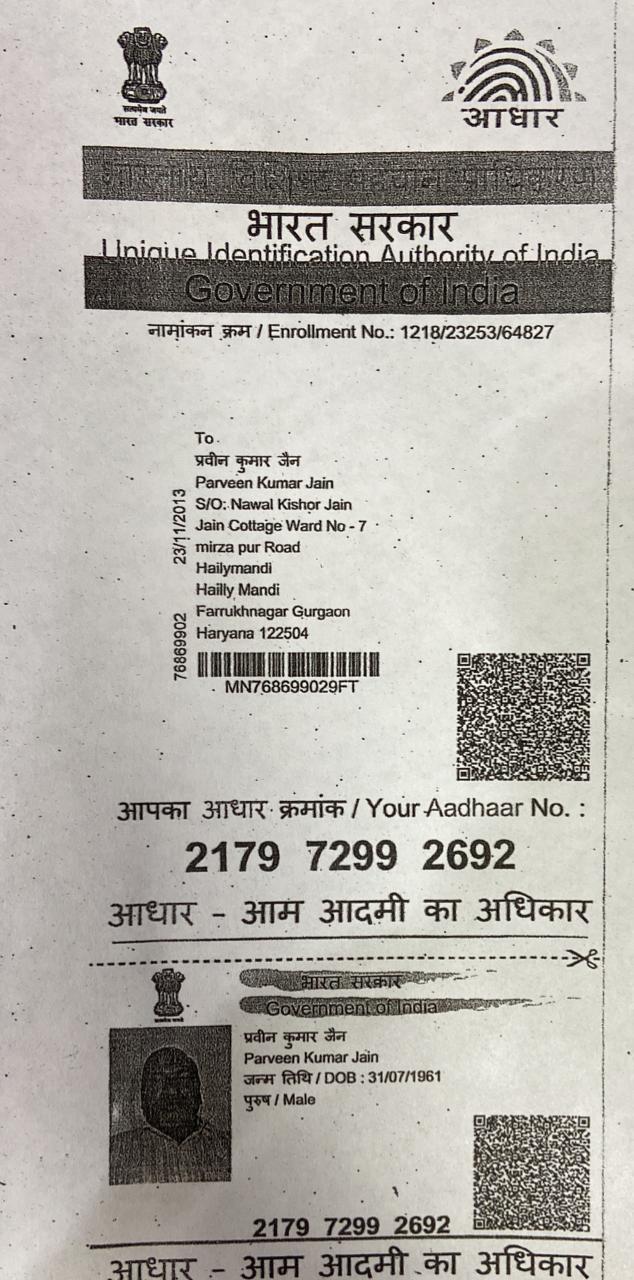 सत्यमेव जयते
भारत सरकार
आधार
भारतीय विशिष्ट पहचान प्राधिकरण
भारत सरकार
Unique Identification Authority of India
Government of India
नामांकन क्रम / Enrollment No.: 1218/23253/64827
To
प्रवीन कुमार जैन
Parveen Kumar Jain
S/O: Nawal Kishor Jain
Jain Cottage Ward No - 7
mirza pur Road
Hailymandi
Hailly Mandi
Farrukhnagar Gurgaon
Haryana 122504
23/11/2013
76869902
MN768699029FT
आपका आधार क्रमांक / Your Aadhaar No. :
2179 7299 2692
आधार - आम आदमी का अधिकार
भारत सरकार
Government of India
प्रवीन कुमार जैन
Parveen Kumar Jain
जन्म तिथि / DOB : 31/07/1961
पुरुष / Male
2179 7299 2692
आधार - आम आदमी का अधिकार